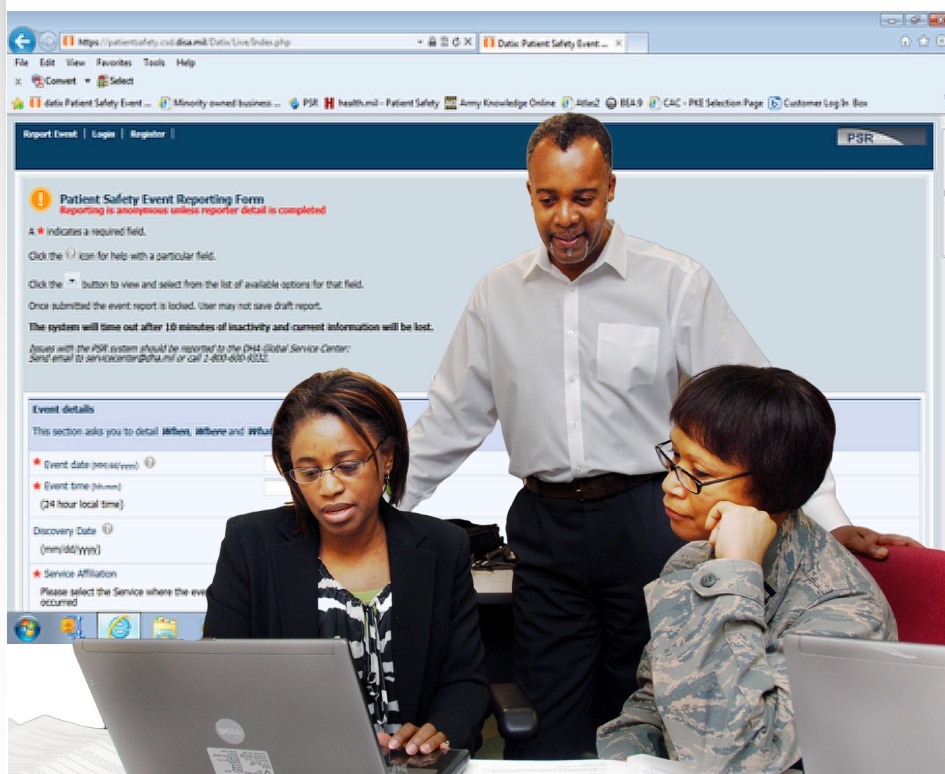 https://patientsafety.csd.disa.mil/Datix/Live/Index.php
Datix: Patient Safety Event ...
File Edit View Favorites Tools Help
x Convert Select
datix Patient Safety Event ... Minority owned business ... PSR health.mil - Patient Safety Army Knowledge Online Atlas2 BEA 9 CAC - PKE Selection Page Customer Log In Box
Report Event | Login | Register |
PSR
Patient Safety Event Reporting Form
Reporting is anonymous unless reporter detail is completed
A * indicates a required field.
Click the icon for help with a particular field.
Click the button to view and select from the list of available options for that field.
Once submitted the event report is locked. User may not save draft report.
The system will time out after 10 minutes of inactivity and current information will be lost.
Issues with the PSR system should be reported to the DHA Global Service Center:
Send email to servicecenter@dha.mil or call 1-800-600-9332.
Event details
This section asks you to detail When, Where and What
* Event date (mm/dd/yyyy)
* Event time (hh:mm)
(24 hour local time)
Discovery Date
(mm/dd/yyyy)
* Service Affiliation
Please select the Service where the eve
occurred
DELL